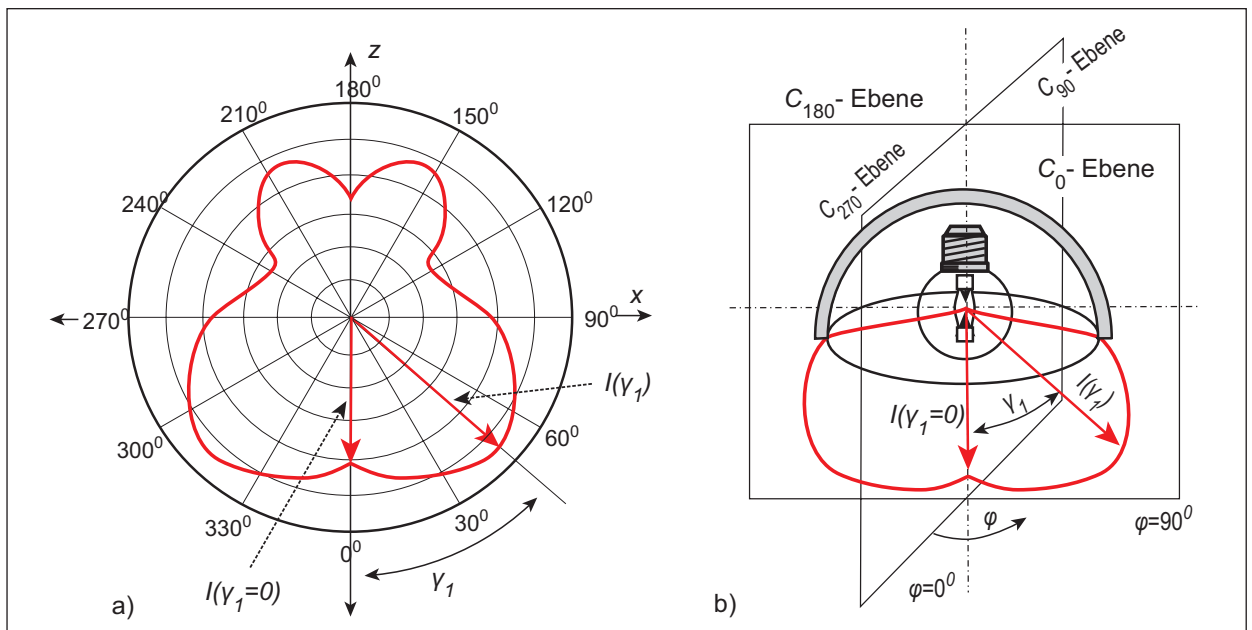 z
180⁰
210⁰
150⁰
240⁰
120⁰
x
270⁰
90⁰
I(γ₁)
300⁰
60⁰
330⁰
30⁰
0⁰
I(γ₁=0)
γ₁
a)
C₉₀-Ebene
C₁₈₀- Ebene
C₂₇₀-Ebene
C₀-Ebene
I(γ₁)
γ₁
I(γ₁=0)
φ
φ=90⁰
φ=0⁰
b)